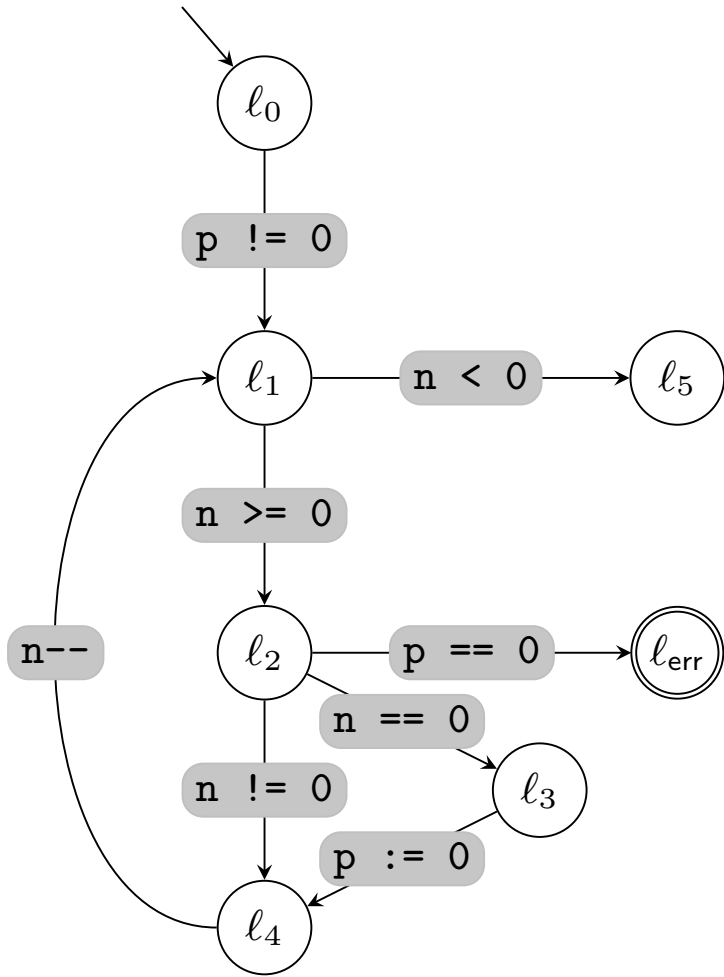 ℓ0
p != 0
ℓ1
n < 0
ℓ5
n >= 0
n--
ℓ2
p == 0
ℓerr
n == 0
n != 0
ℓ3
p := 0
ℓ4